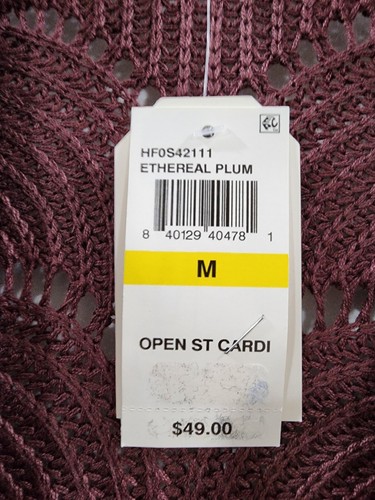 HF0S42111
ETHEREAL PLUM
8 40129 40478 1
M
OPEN ST CARDI
$49.00